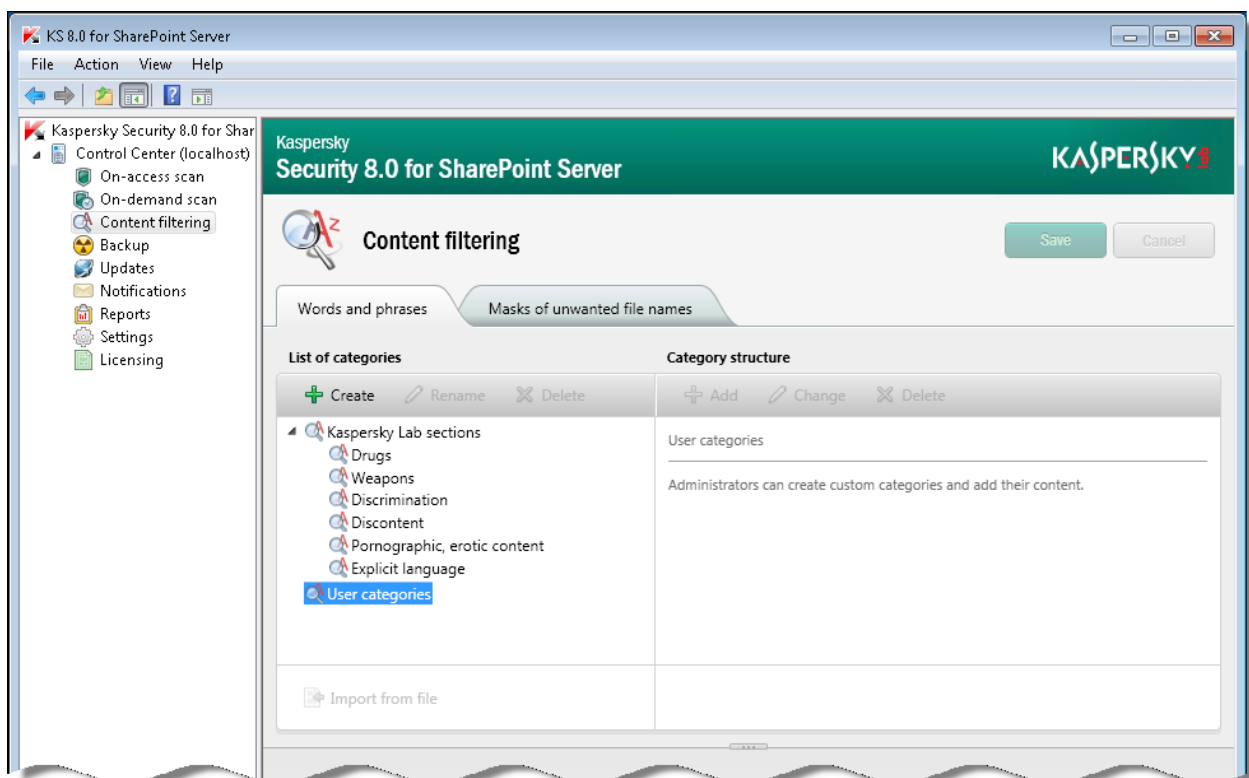 KS 8.0 for SharePoint Server
File Action View Help
Kaspersky Security 8.0 for Shar
Control Center (localhost)
On-access scan
On-demand scan
Content filtering
Backup
Updates
Notifications
Reports
Settings
Licensing
Kaspersky
Security 8.0 for SharePoint Server
KASPERSKY lab
Content filtering
Save Cancel
Words and phrases Masks of unwanted file names
List of categories Category structure
Create Rename Delete Add Change Delete
Kaspersky Lab sections
Drugs
Weapons
Discrimination
Discontent
Pornographic, erotic content
Explicit language
User categories
User categories
Administrators can create custom categories and add their content.
Import from file